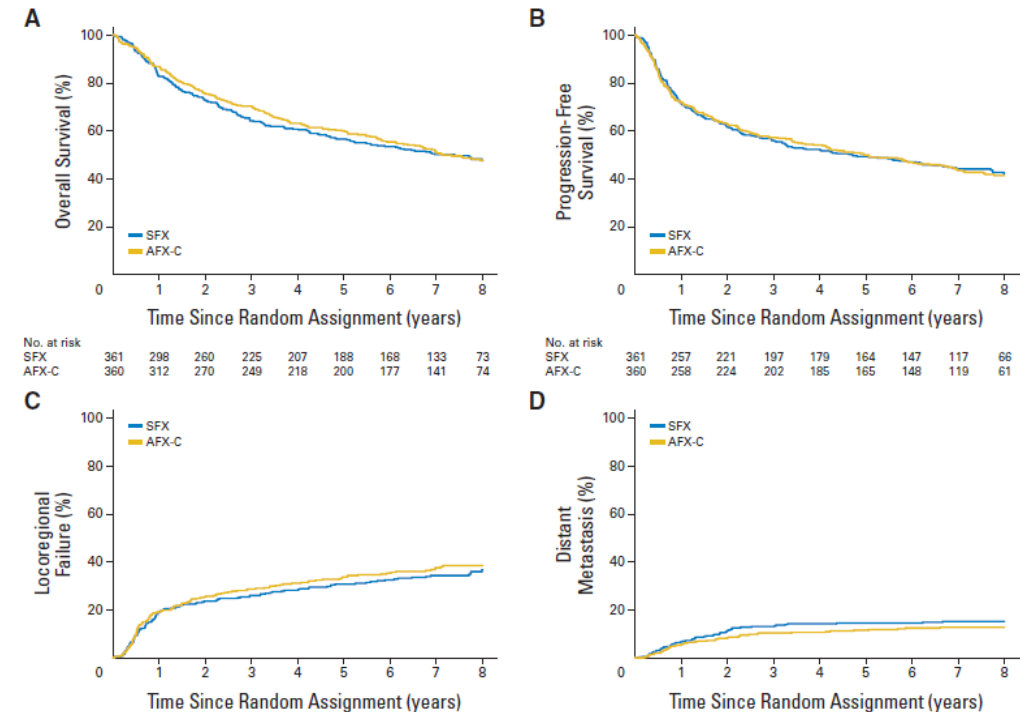 A
Overall Survival (%)
100
80
60
40
20
0
SFX
AFX-C
1 2 3 4 5 6 7 8
Time Since Random Assignment (years)
No. at risk
SFX 361 298 260 225 207 188 168 133 73
AFX-C 360 312 270 249 218 200 177 141 74
B
Progression-Free
Survival (%)
100
80
60
40
20
0
SFX
AFX-C
1 2 3 4 5 6 7 8
Time Since Random Assignment (years)
No. at risk
SFX 361 257 221 197 179 164 147 117 66
AFX-C 360 258 224 202 185 165 148 119 61
C
Locoregional
Failure (%)
100
80
60
40
20
0
SFX
AFX-C
1 2 3 4 5 6 7 8
Time Since Random Assignment (years)
D
Distant
Metastasis (%)
100
80
60
40
20
0
SFX
AFX-C
1 2 3 4 5 6 7 8
Time Since Random Assignment (years)